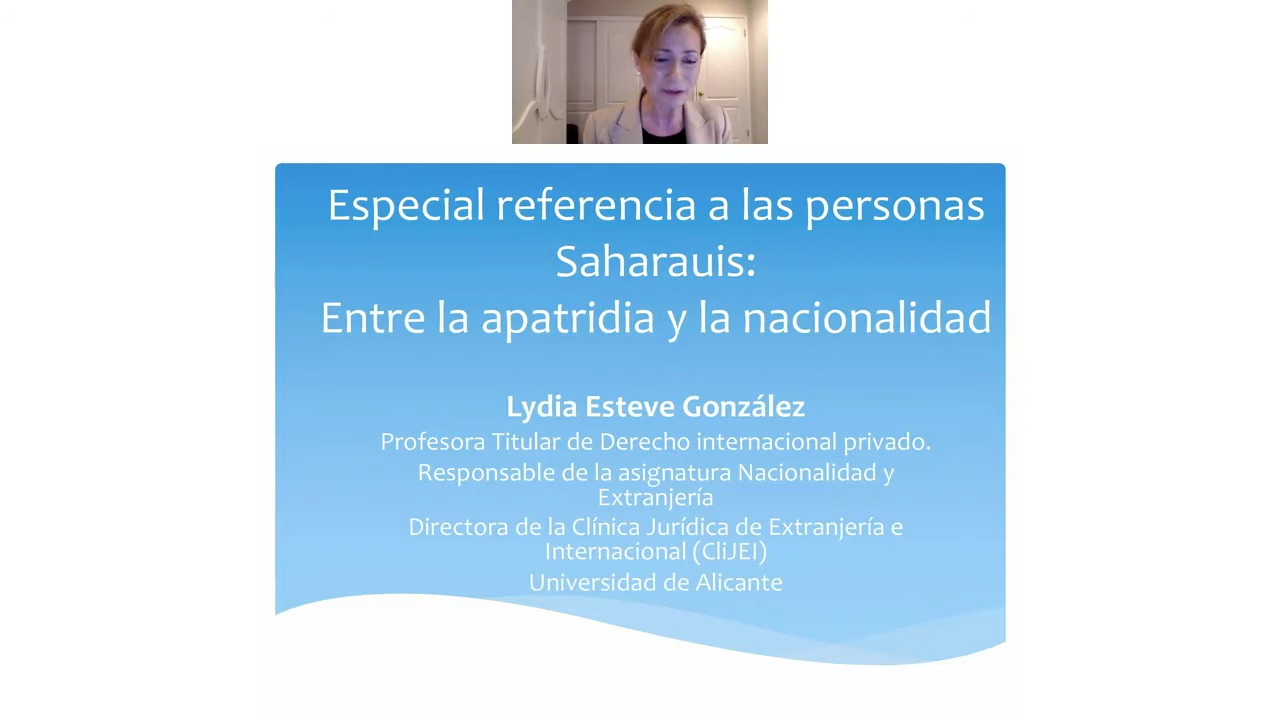 Especial referencia a las personas
Saharauis:
Entre la apatridia y la nacionalidad
Lydia Esteve González
Profesora Titular de Derecho internacional privado.
Responsable de la asignatura Nacionalidad y
Extranjería
Directora de la Clínica Jurídica de Extranjería e
Internacional (CliJEI)
Universidad de Alicante